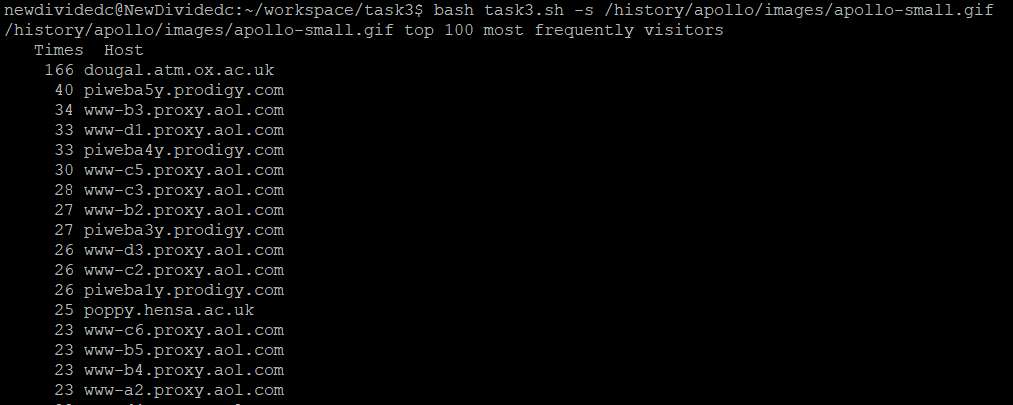 newdividedc@NewDividedc:~/workspace/task3$ bash task3.sh -s /history/apollo/images/apollo-small.gif
/history/apollo/images/apollo-small.gif top 100 most frequently visitors
Times Host
166 dougal.atm.ox.ac.uk
40 piweba5y.prodigy.com
34 www-b3.proxy.aol.com
33 www-d1.proxy.aol.com
33 piweba4y.prodigy.com
30 www-c5.proxy.aol.com
28 www-c3.proxy.aol.com
27 www-b2.proxy.aol.com
27 piweba3y.prodigy.com
26 www-d3.proxy.aol.com
26 www-c2.proxy.aol.com
26 piweba1y.prodigy.com
25 poppy.hensa.ac.uk
23 www-c6.proxy.aol.com
23 www-b5.proxy.aol.com
23 www-b4.proxy.aol.com
23 www-a2.proxy.aol.com